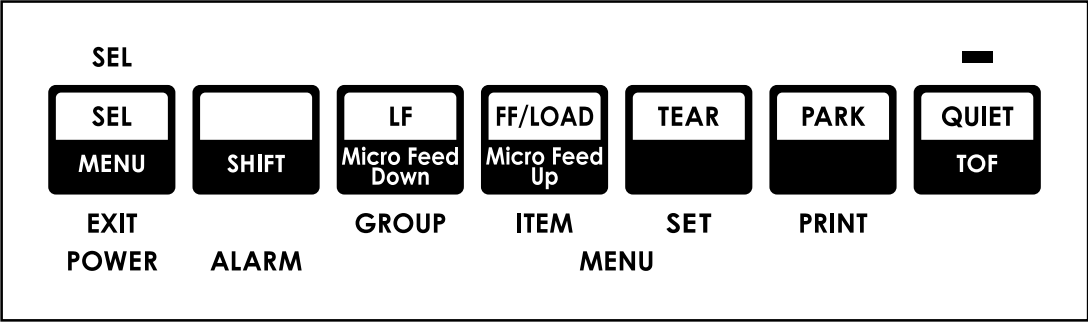 SEL
SEL LF FF/LOAD TEAR PARK QUIET
MENU SHIFT Micro Feed Down Micro Feed Up TOF
EXIT GROUP ITEM SET PRINT
POWER ALARM MENU